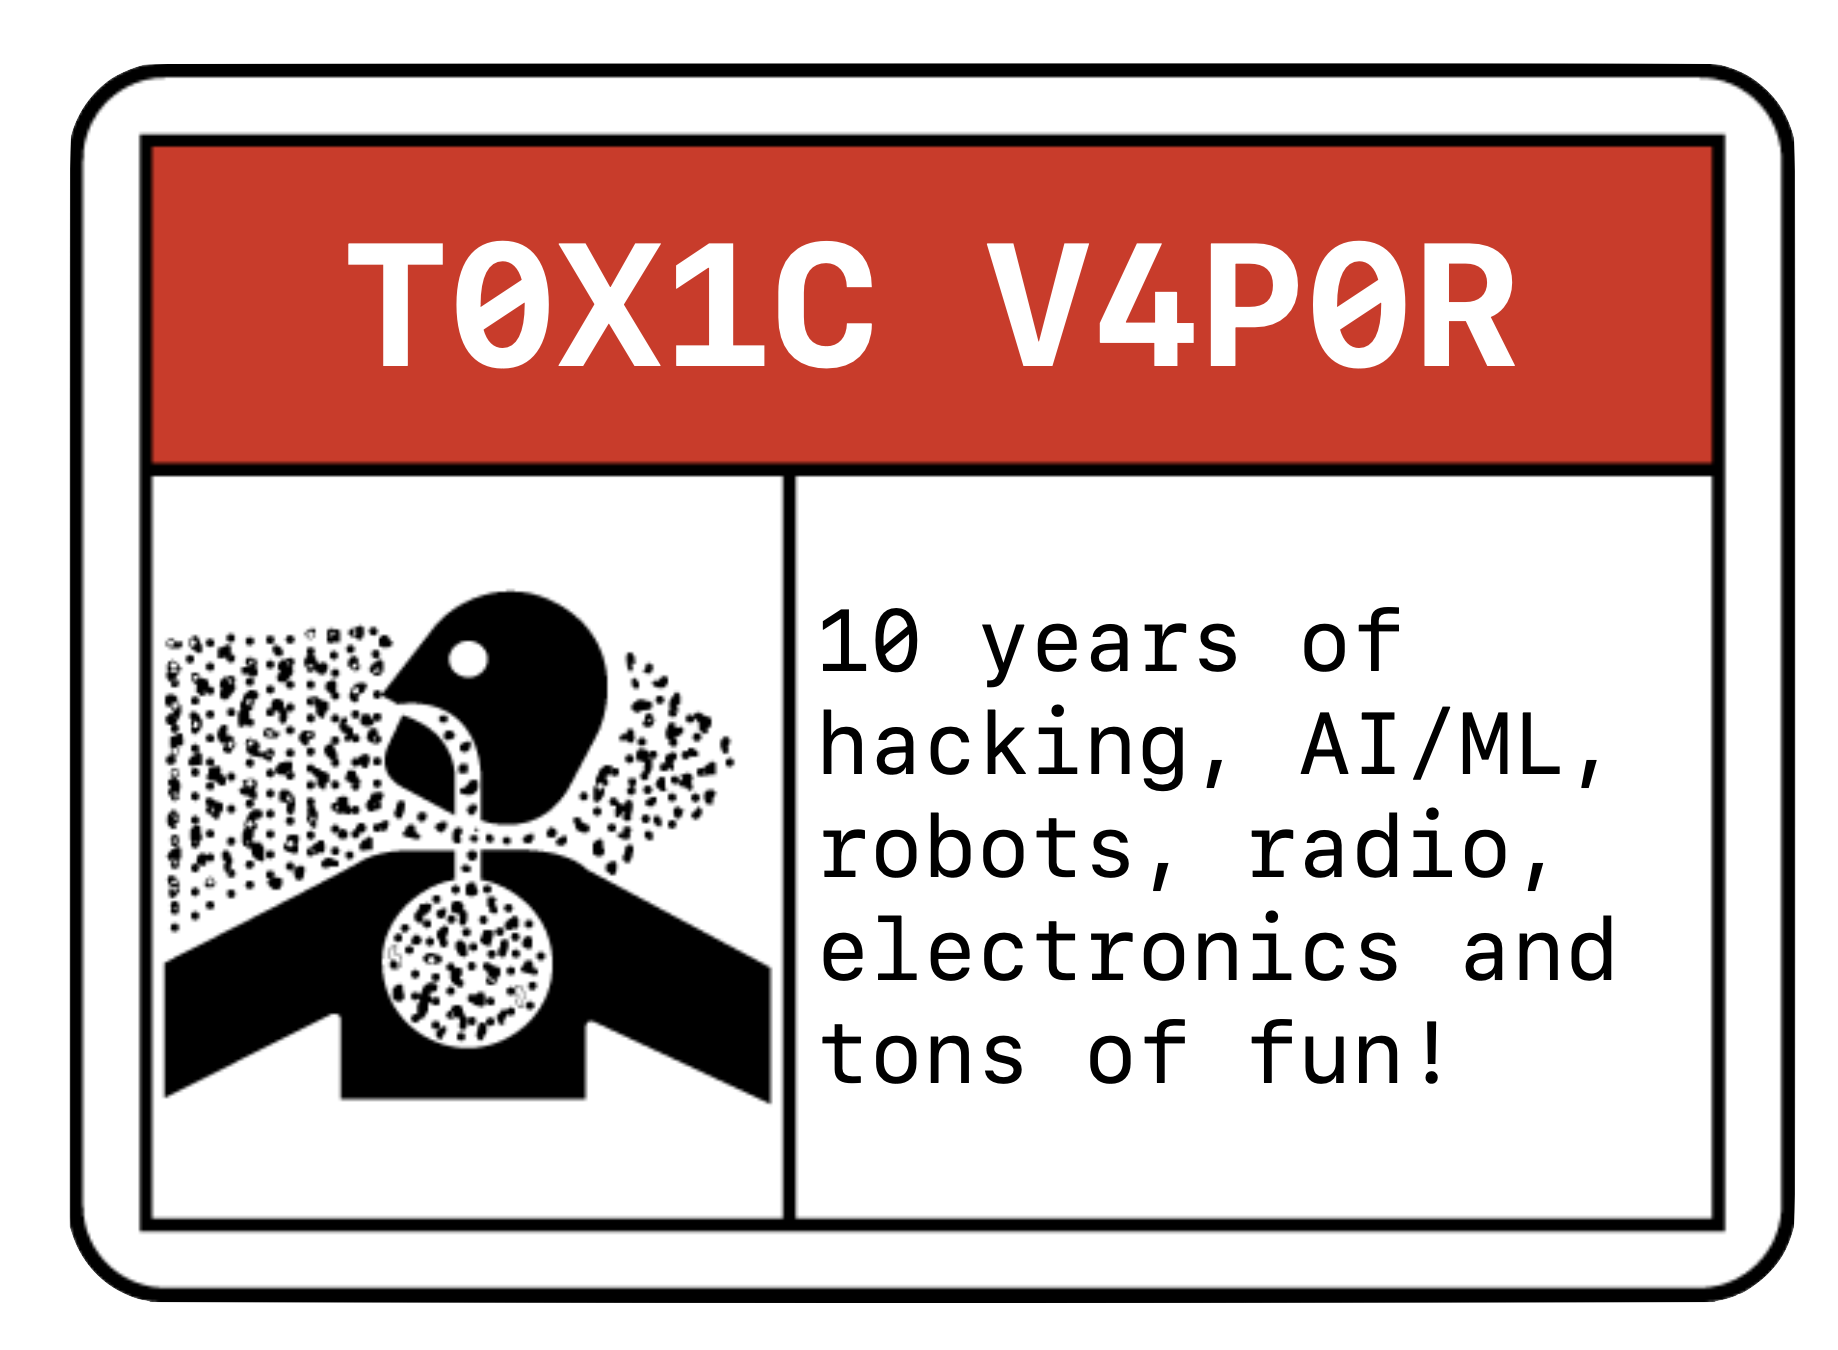 T0X1C V4P0R
10 years of
hacking, AI/ML,
robots, radio,
electronics and
tons of fun!